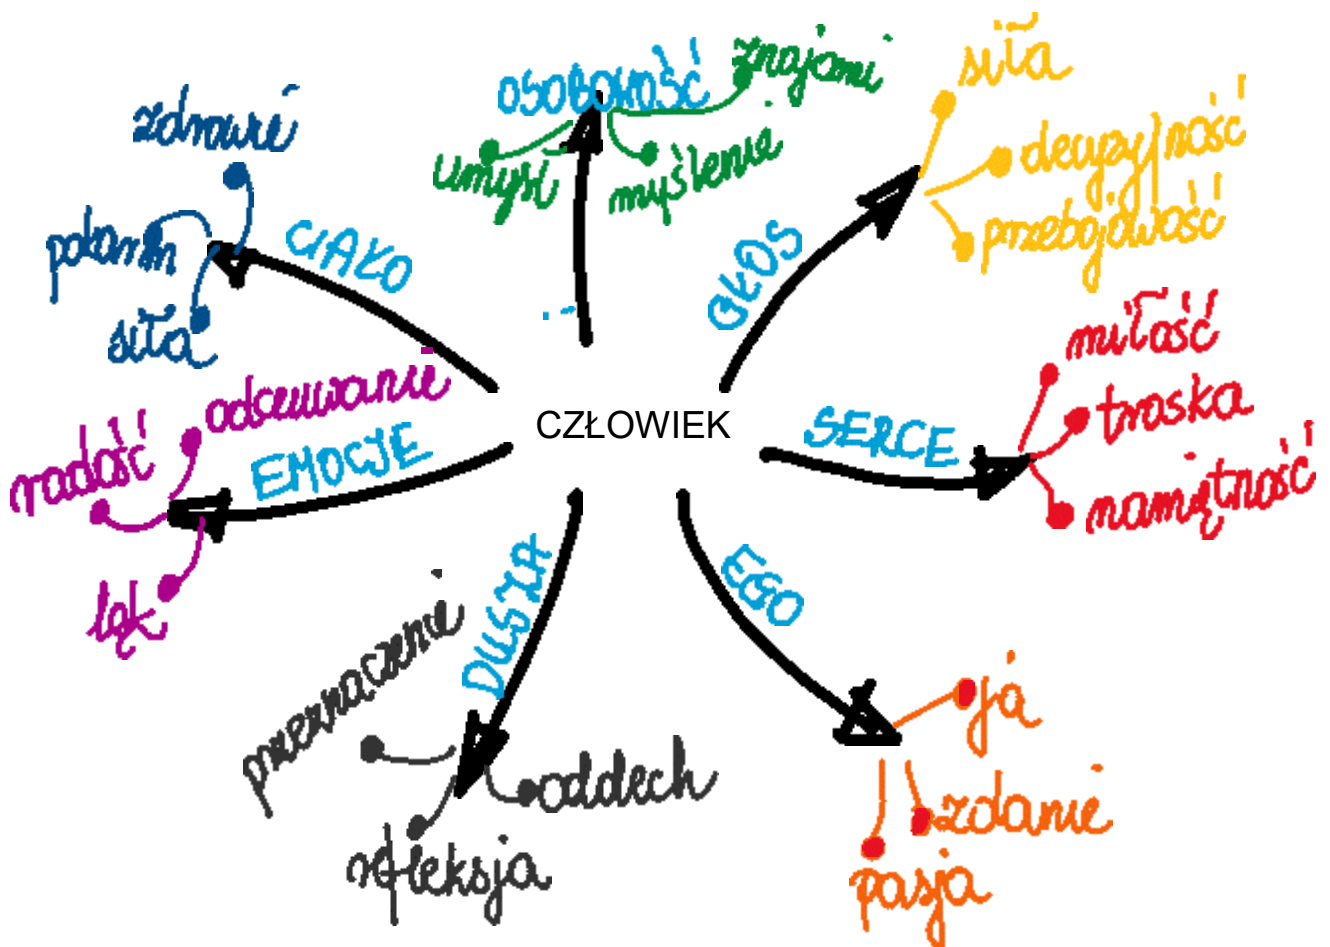 OSOBOWOŚĆ
znajomi
umysł
myślenie
siła
decyzyjność
przebojowość
GŁOS
zdrowie
pokarm
siła
CIAŁO
miłość
troska
namiętność
SERCE
CZŁOWIEK
odczuwanie
radość
lęk
EMOCJE
DUSZA
przeznaczenie
oddech
refleksja
EGO
ja
zdanie
pasja